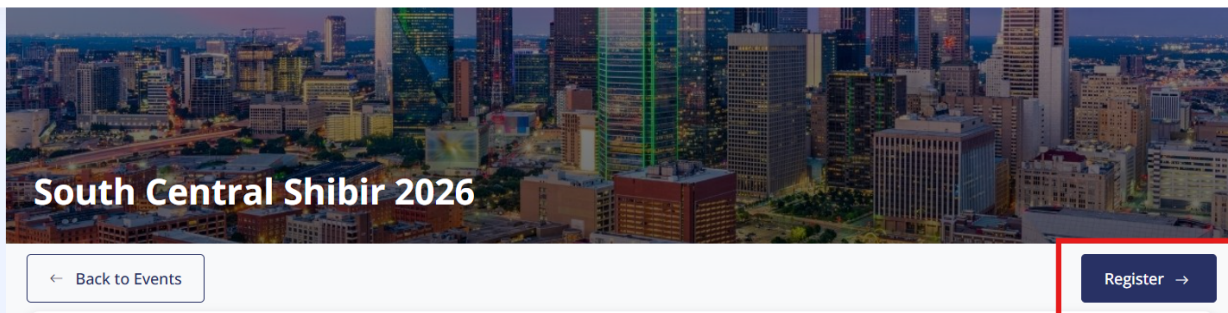 South Central Shibir 2026
← Back to Events
Register →